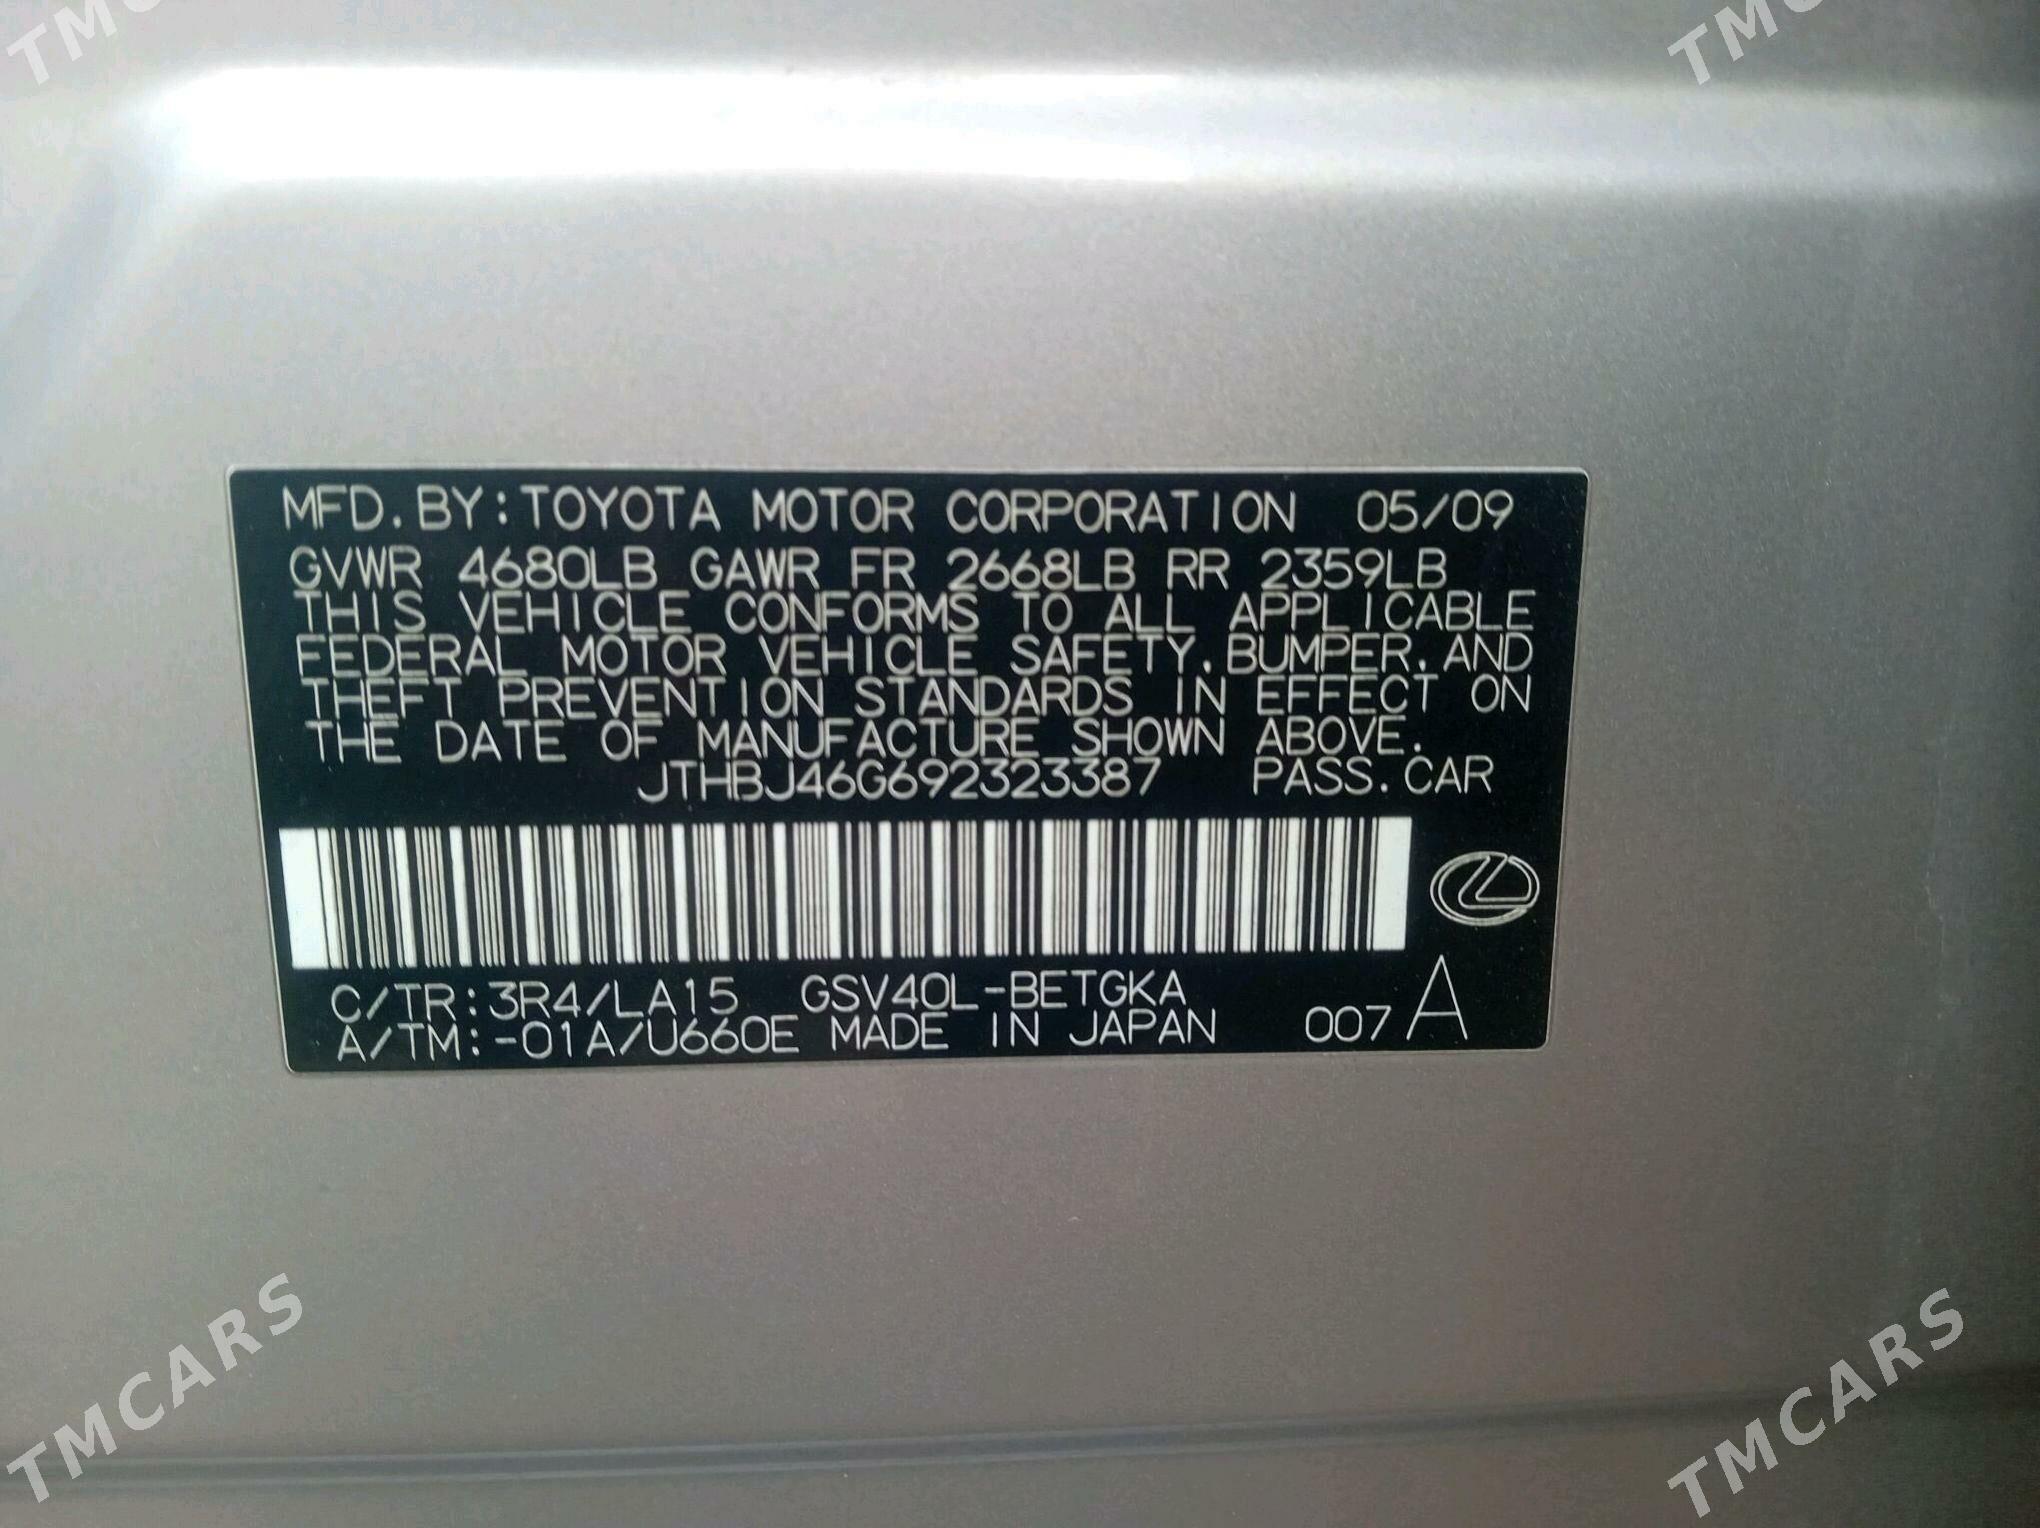 TMCARS
TMCARS
MFD. BY: TOYOTA MOTOR CORPORATION 05/09
GVWR 4680LB GAWR FR 2668LB RR 2359LB
THIS VEHICLE CONFORMS TO ALL APPLICABLE
FEDERAL MOTOR VEHICLE SAFETY, BUMPER, AND
THEFT PREVENTION STANDARDS IN EFFECT ON
THE DATE OF MANUFACTURE SHOWN ABOVE.
JTHBJ46G692323387 PASS. CAR
C/TR: 3R4/LA15 GSV40L-BETGKA
A/TM: -01A/U660E MADE IN JAPAN 007 A
TMCARS
TMCARS